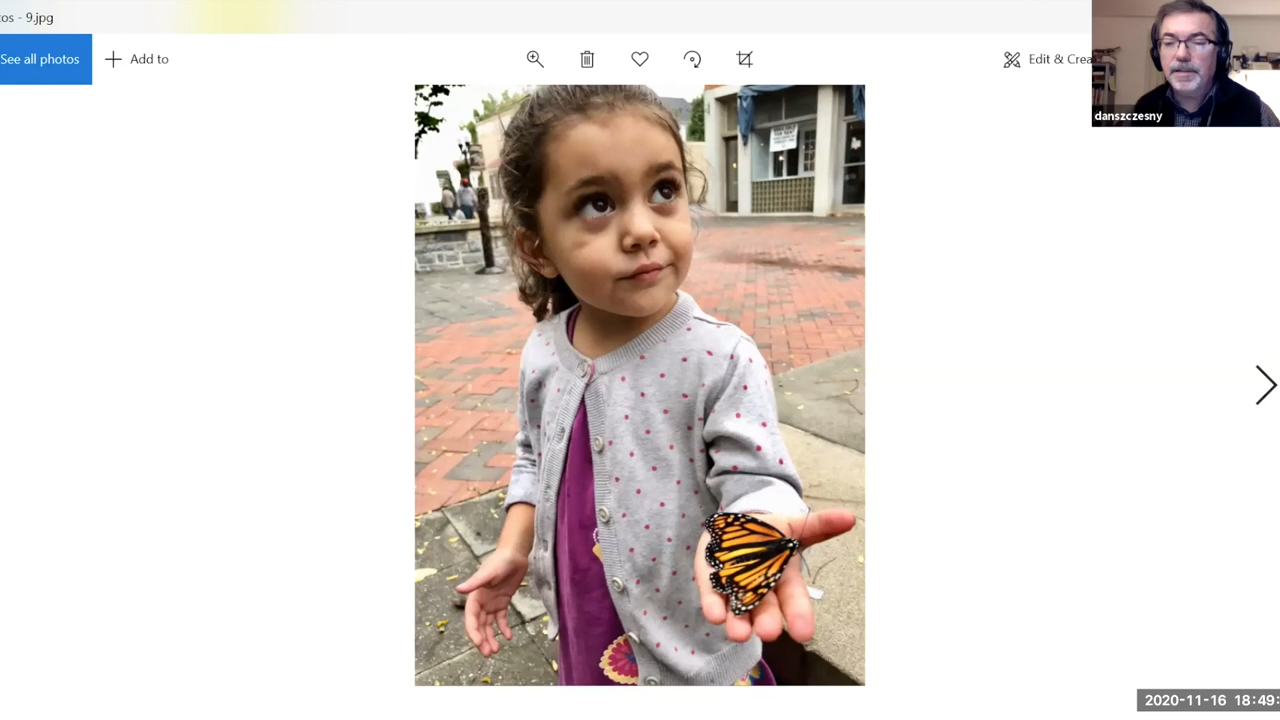 os - 9.jpg
See all photos
Add to
Edit & Crea
danszczesny
2020-11-16 18:49: